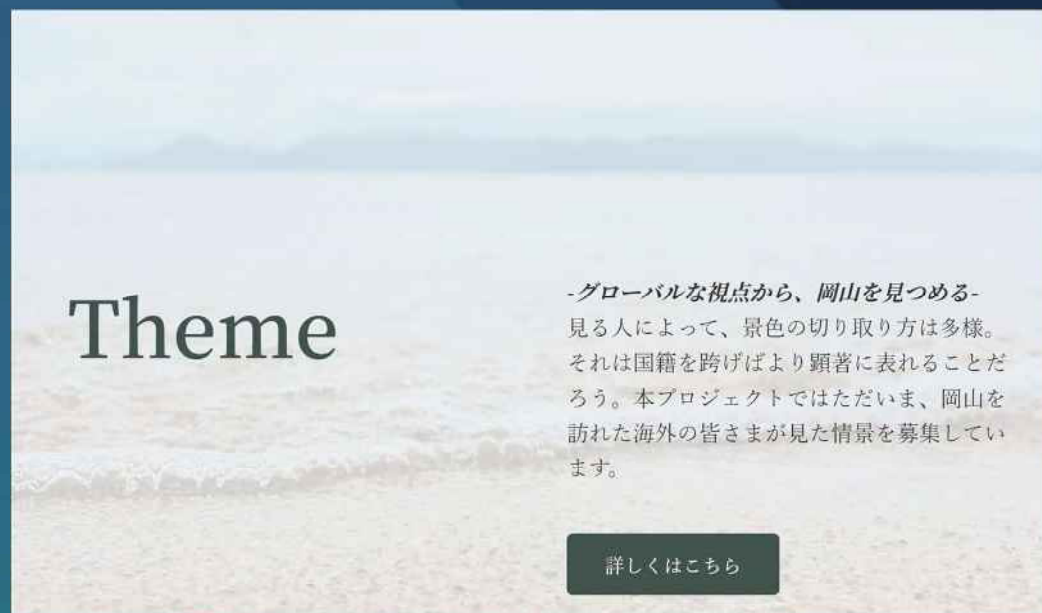 Theme
-グローバルな視点から、岡山を見つめる-
見る人によって、景色の切り取り方は多様。
それは国籍を跨げばより顕著に表れることだ
ろう。本プロジェクトではただいま、岡山を
訪れた海外の皆さまが見た情景を募集してい
ます。
詳しくはこちら